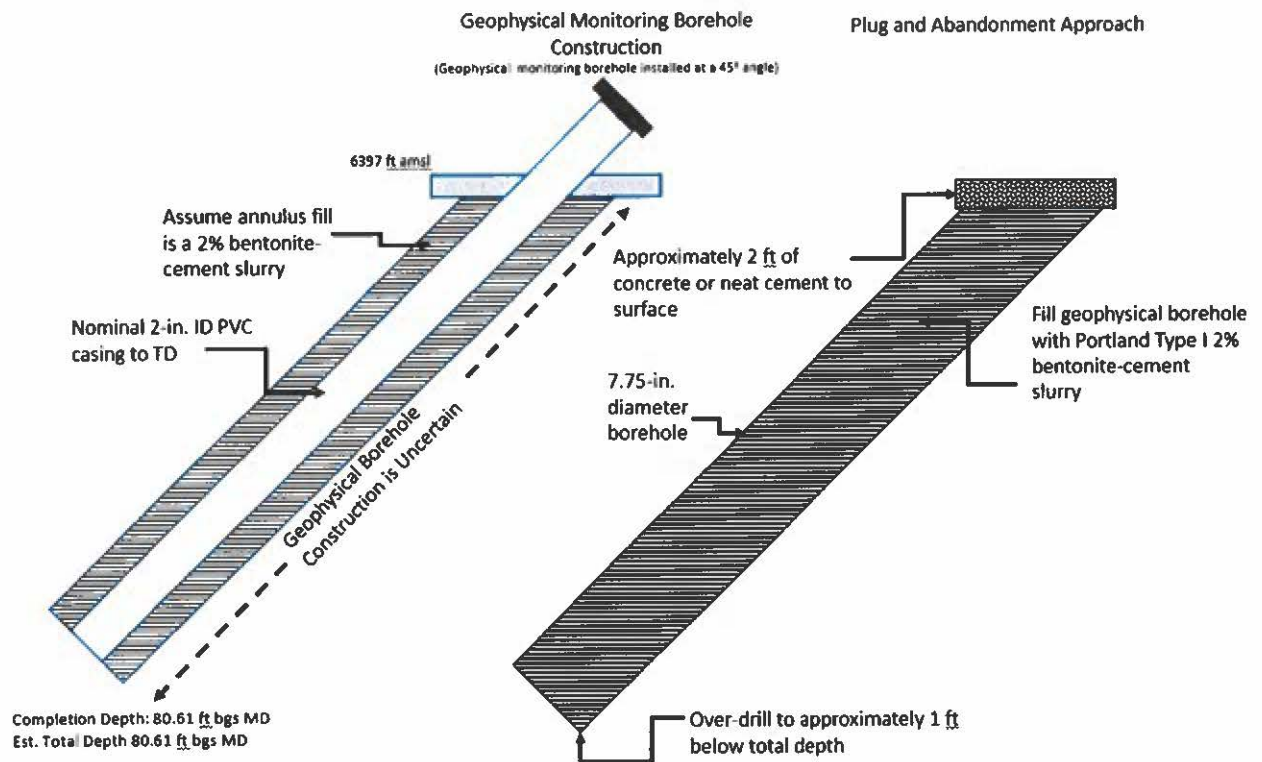 Geophysical Monitoring Borehole
Construction
(Geophysical monitoring borehole installed at a 45° angle)
Plug and Abandonment Approach
6397 ft amsl
Assume annulus fill
is a 2% bentonite-
cement slurry
Nominal 2-in. ID PVC
casing to TD
Geophysical Borehole
Construction is Uncertain
Completion Depth: 80.61 ft bgs MD
Est. Total Depth 80.61 ft bgs MD
Approximately 2 ft of
concrete or neat cement to
surface
7.75-in.
diameter
borehole
Fill geophysical borehole
with Portland Type I 2%
bentonite-cement
slurry
Over-drill to approximately 1 ft
below total depth